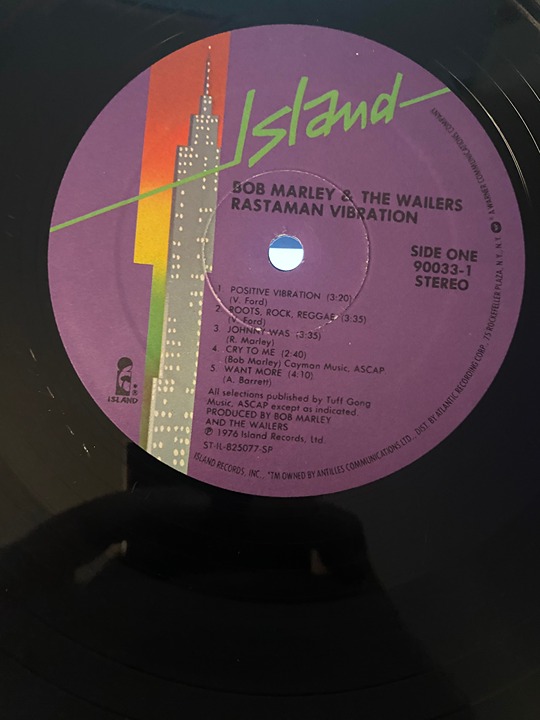 Island
BOB MARLEY & THE WAILERS
RASTAMAN VIBRATION
SIDE ONE
90033-1
STEREO
1 POSITIVE VIBRATION (3:20)
(V. Ford)
2. ROOTS, ROCK, REGGAE (3:35)
(V. Ford)
3. JOHNNY WAS (3:35)
(R. Marley)
4. CRY TO ME (2:40)
(Bob Marley) Cayman Music, ASCAP
5. WANT MORE (4:10)
(A. Barrett)
All selections published by Tuff Gong
Music, ASCAP except as indicated.
PRODUCED BY BOB MARLEY
AND THE WAILERS
℗ 1976 Island Records, Ltd.
ST-IL-825077-SP
ISLAND
ISLAND RECORDS, INC., *TM OWNED BY ANTILLES COMMUNICATIONS LTD., DIST. BY ATLANTIC RECORDING CORP., 75 ROCKEFELLER PLAZA, N.Y., N.Y. A WARNER COMMUNICATIONS COMPANY